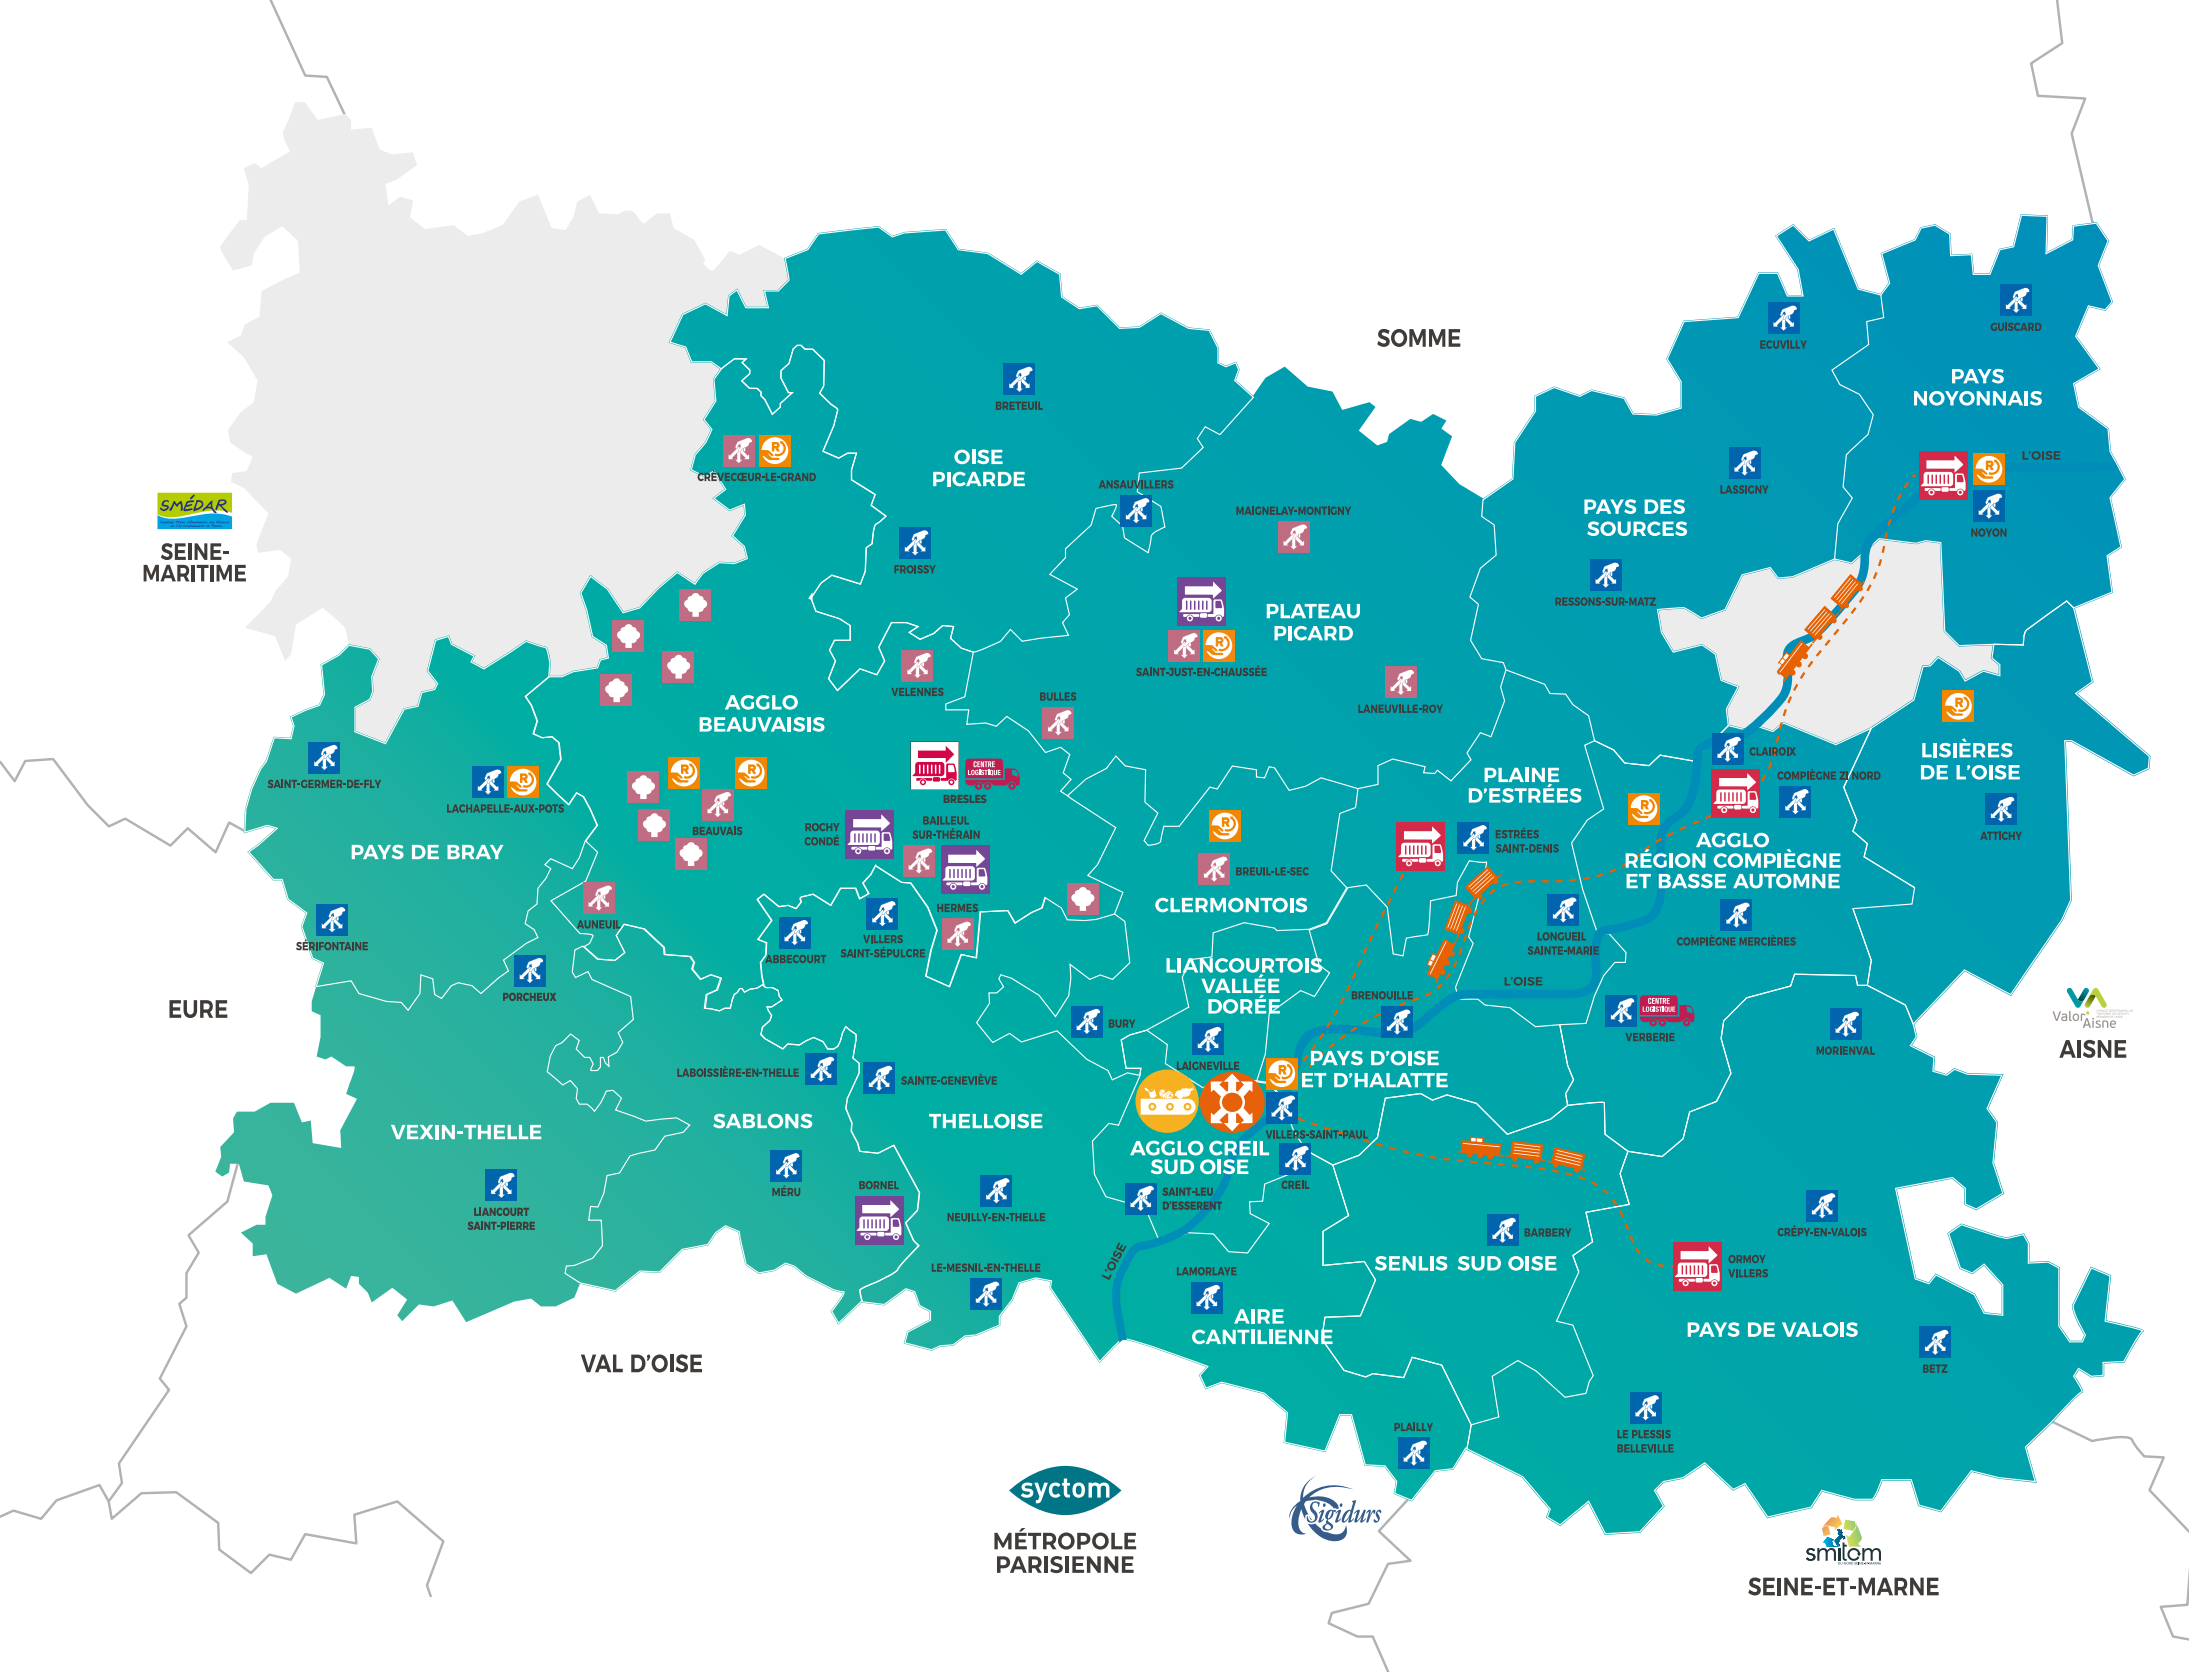 SOMME
GUISCARD
ECUVILLY
PAYS
NOYONNAIS
BRETEUIL
L'OISE
OISE
PICARDE
CRÈVECŒUR-LE-GRAND
ANSAUVILLERS
LASSIGNY
MAIGNELAY-MONTIGNY
PAYS DES
SOURCES
NOYON
SMÉDAR
SEINE-
MARITIME
FROISSY
RESSONS-SUR-MATZ
PLATEAU
PICARD
SAINT-JUST-EN-CHAUSSÉE
VELENNES
BULLES
LANEUVILLE-ROY
AGGLO
BEAUVAISIS
CLAIROIX
LISIÈRES
DE L'OISE
SAINT-GERMER-DE-FLY
LACHAPELLE-AUX-POTS
CENTRE
LOGISTIQUE
BRESLES
PLAINE
D'ESTRÉES
COMPIÈGNE ZI NORD
ROCHY
CONDÉ
BEAUVAIS
BAILLEUL
SUR-THÉRAIN
ESTRÉES
SAINT-DENIS
ATTICHY
PAYS DE BRAY
AGGLO
RÉGION COMPIÈGNE
ET BASSE AUTOMNE
BREUIL-LE-SEC
CLERMONTOIS
HERMES
AUNEUIL
SÉRIFONTAINE
ABBECOURT
VILLERS
SAINT-SÉPULCRE
LONGUEIL
SAINTE-MARIE
COMPIÈGNE MERCIÈRES
LIANCOURTOIS
VALLÉE
DORÉE
PORCHEUX
L'OISE
BRENOUILLE
EURE
BURY
CENTRE
LOGISTIQUE
VERBERIE
MORIENVAL
Valor'Aisne
AISNE
LAIGNEVILLE
PAYS D'OISE
ET D'HALATTE
LABOISSIÈRE-EN-THELLE
SAINTE-GENEVIÈVE
VEXIN-THELLE
SABLONS
THELLOISE
VILLERS-SAINT-PAUL
AGGLO CREIL
SUD OISE
CREIL
MÉRU
BORNEL
LIANCOURT
SAINT-PIERRE
NEUILLY-EN-THELLE
SAINT-LEU
D'ESSERENT
BARBERY
CRÉPY-EN-VALOIS
SENLIS SUD OISE
L'OISE
LE-MESNIL-EN-THELLE
LAMORLAYE
ORMOY
VILLERS
AIRE
CANTILIENNE
PAYS DE VALOIS
VAL D'OISE
BETZ
PLAILLY
LE PLESSIS
BELLEVILLE
syctom
MÉTROPOLE
PARISIENNE
Sigidurs
smitom
SEINE-ET-MARNE